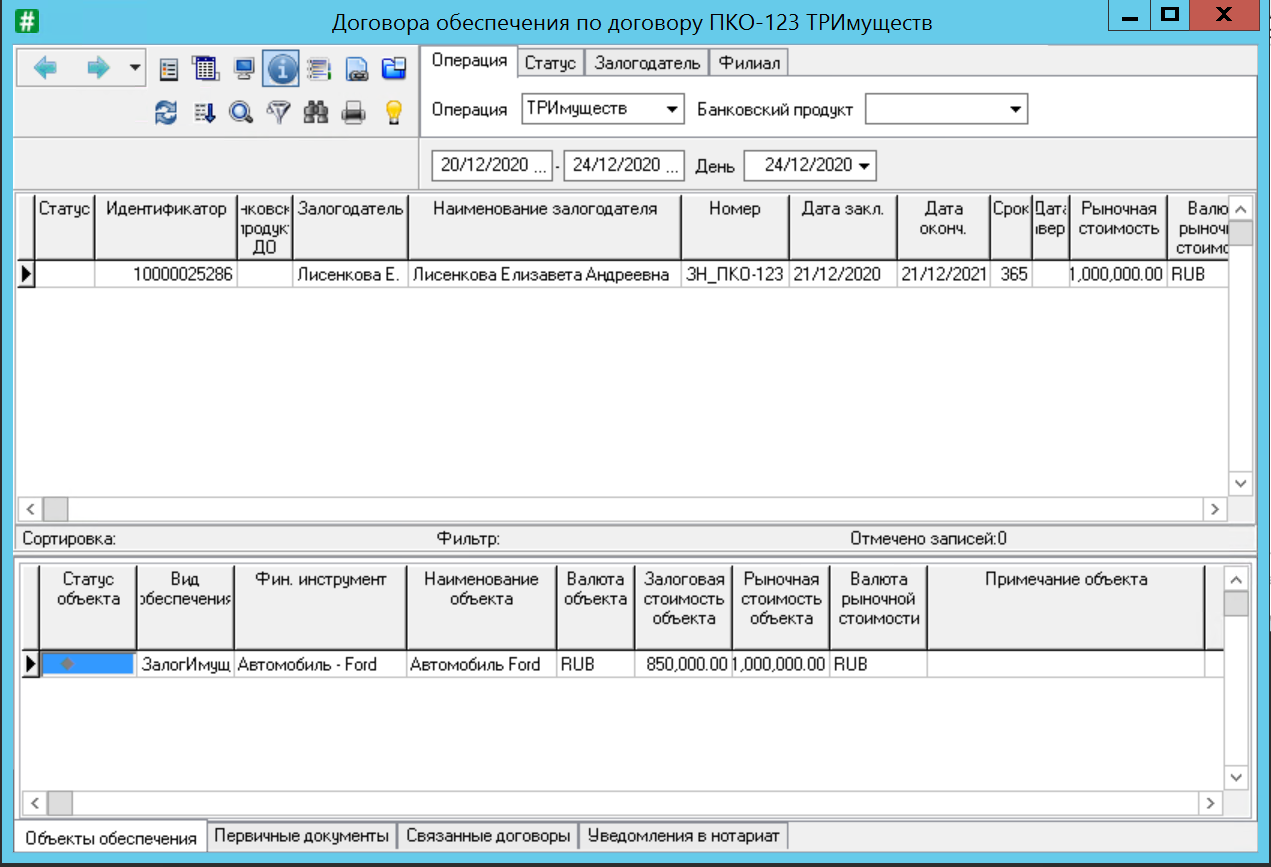 Договора обеспечения по договору ПКО-123 ТРИмуществ
Операция Статус Залогодатель Филиал
Операция ТРИмуществ Банковский продукт
20/12/2020 ... - 24/12/2020 ... День 24/12/2020
Статус Идентификатор Залогодатель Наименование залогодателя Номер Дата закл. Дата оконч. Срок Рыночная стоимость
ДО
10000025286 Лисенкова Е. Лисенкова Елизавета Андреевна ЗН_ПКО-123 21/12/2020 21/12/2021 365 1,000,000.00 RUB
Сортировка: Фильтр: Отмечено записей:0
Статус объекта Вид обеспечения Фин. инструмент Наименование объекта Валюта объекта Залоговая стоимость объекта Рыночная стоимость объекта Валюта рыночной стоимости Примечание объекта
ЗалогИмущ Автомобиль - Ford Автомобиль Ford RUB 850,000.00 1,000,000.00 RUB
Объекты обеспечения Первичные документы Связанные договоры Уведомления в нотариат